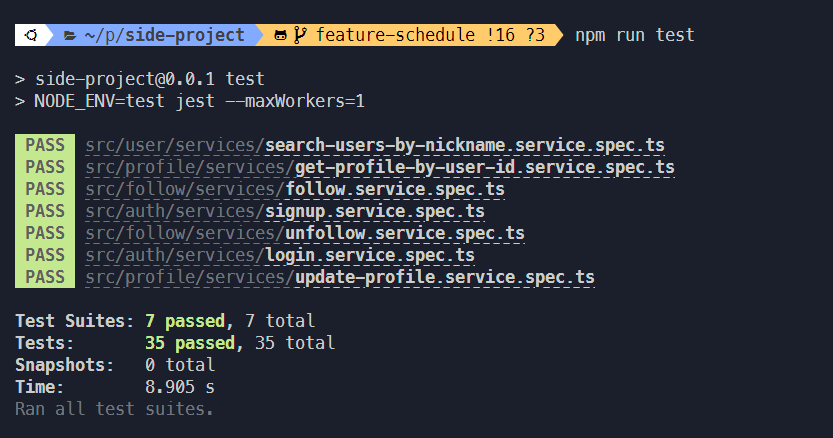 ~/p/side-project feature-schedule !16 ?3 npm run test
> side-project@0.0.1 test
> NODE_ENV=test jest --maxWorkers=1
PASS src/user/services/search-users-by-nickname.service.spec.ts
PASS src/profile/services/get-profile-by-user-id.service.spec.ts
PASS src/follow/services/follow.service.spec.ts
PASS src/auth/services/signup.service.spec.ts
PASS src/follow/services/unfollow.service.spec.ts
PASS src/auth/services/login.service.spec.ts
PASS src/profile/services/update-profile.service.spec.ts
Test Suites: 7 passed, 7 total
Tests: 35 passed, 35 total
Snapshots: 0 total
Time: 8.905 s
Ran all test suites.